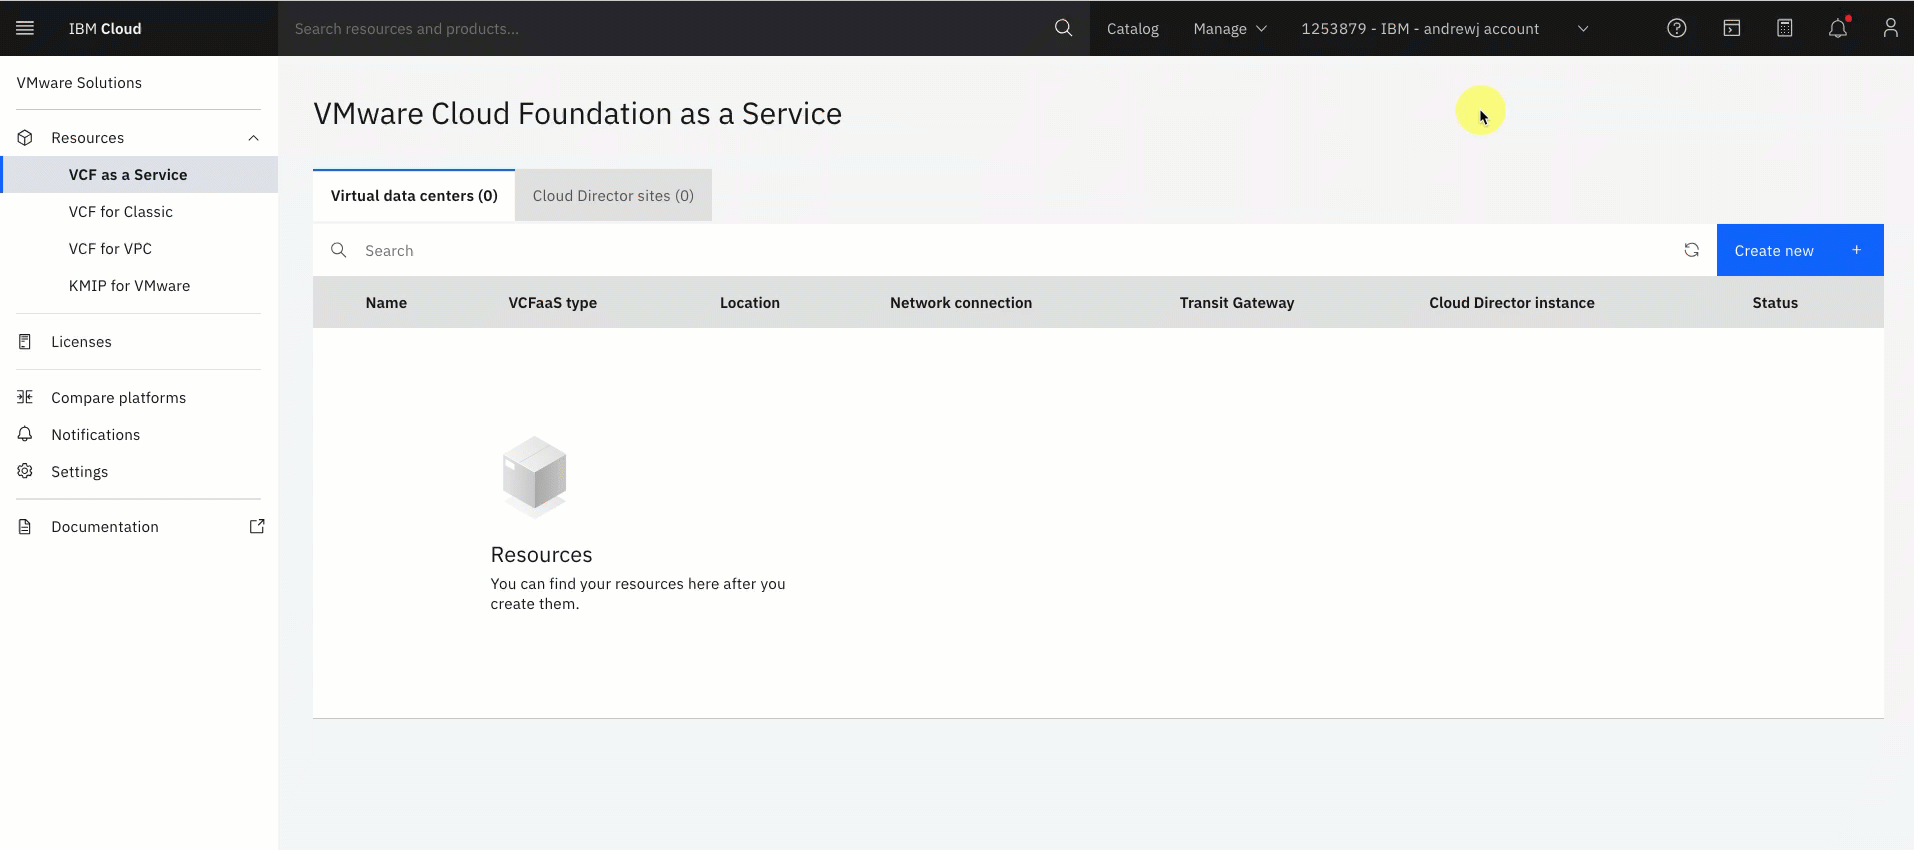 IBM Cloud
Search resources and products...
Catalog
Manage
1253879 - IBM - andrewj account
VMware Solutions
Resources
VCF as a Service
VCF for Classic
VCF for VPC
KMIP for VMware
Licenses
Compare platforms
Notifications
Settings
Documentation
VMware Cloud Foundation as a Service
Virtual data centers (0)
Cloud Director sites (0)
Search
Create new +
Name
VCFaaS type
Location
Network connection
Transit Gateway
Cloud Director instance
Status
Resources
You can find your resources here after you
create them.